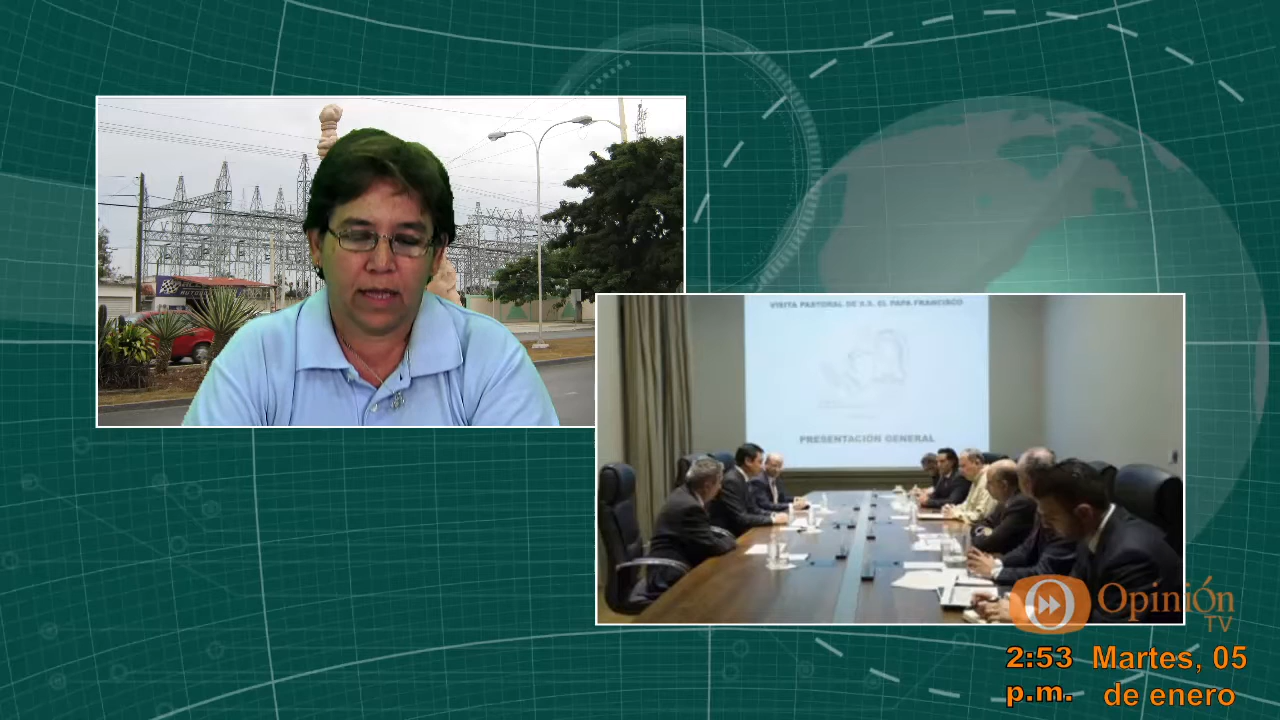 VISITA PASTORAL DE S.S. EL PAPA FRANCISCO
PRESENTACIÓN GENERAL
Opinión
TV
2:53 Martes, 05
p.m. de enero